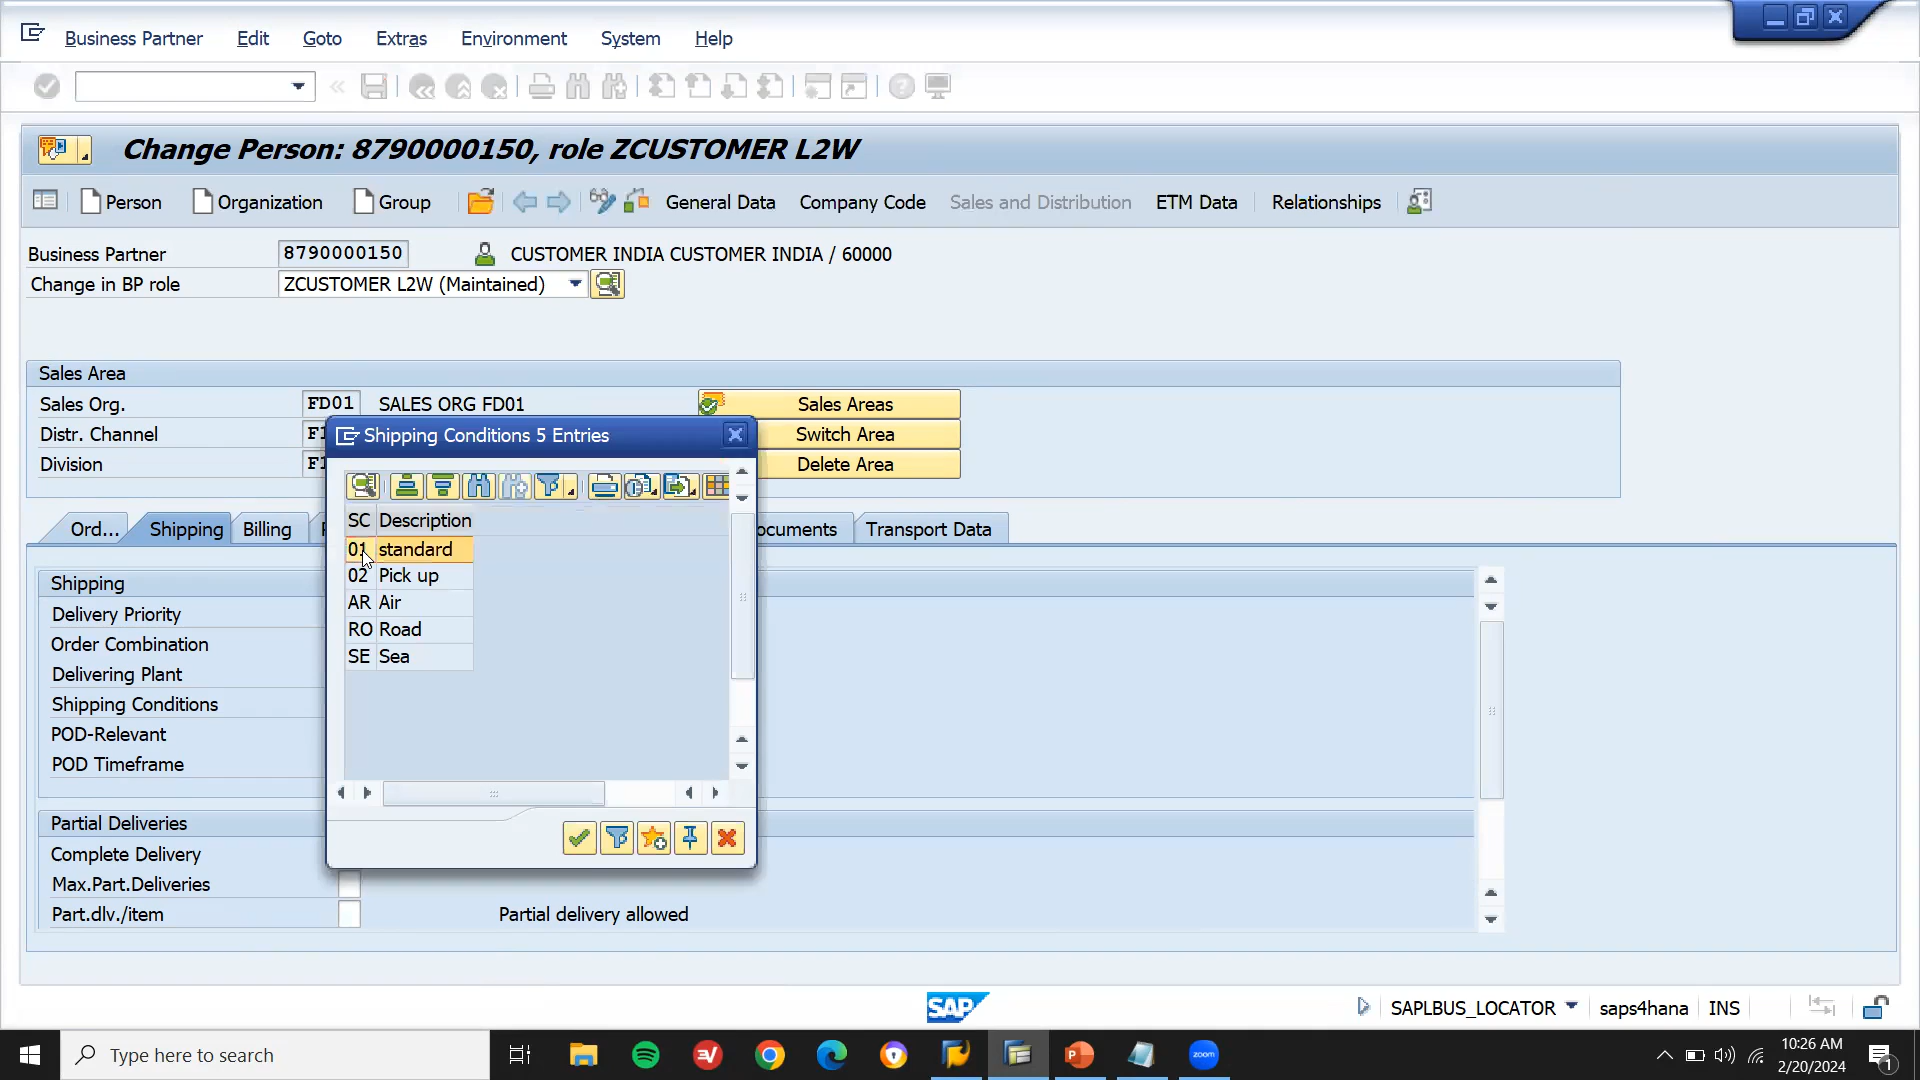 Business Partner Edit Goto Extras Environment System Help
Change Person: 8790000150, role ZCUSTOMER L2W
Person Organization Group General Data Company Code Sales and Distribution ETM Data Relationships
Business Partner 8790000150 CUSTOMER INDIA CUSTOMER INDIA / 60000
Change in BP role ZCUSTOMER L2W (Maintained)
Sales Area
Sales Org. FD01 SALES ORG FD01 Sales Areas
Distr. Channel Switch Area
Division Delete Area
Shipping Conditions 5 Entries
SC Description
01 standard
02 Pick up
AR Air
RO Road
SE Sea
Ord... Shipping Billing ocuments Transport Data
Shipping
Delivery Priority
Order Combination
Delivering Plant
Shipping Conditions
POD-Relevant
POD Timeframe
Partial Deliveries
Complete Delivery
Max.Part.Deliveries
Part.dlv./item Partial delivery allowed
SAP SAPLBUS_LOCATOR saps4hana INS
Type here to search zoom 10:26 AM
2/20/2024 1